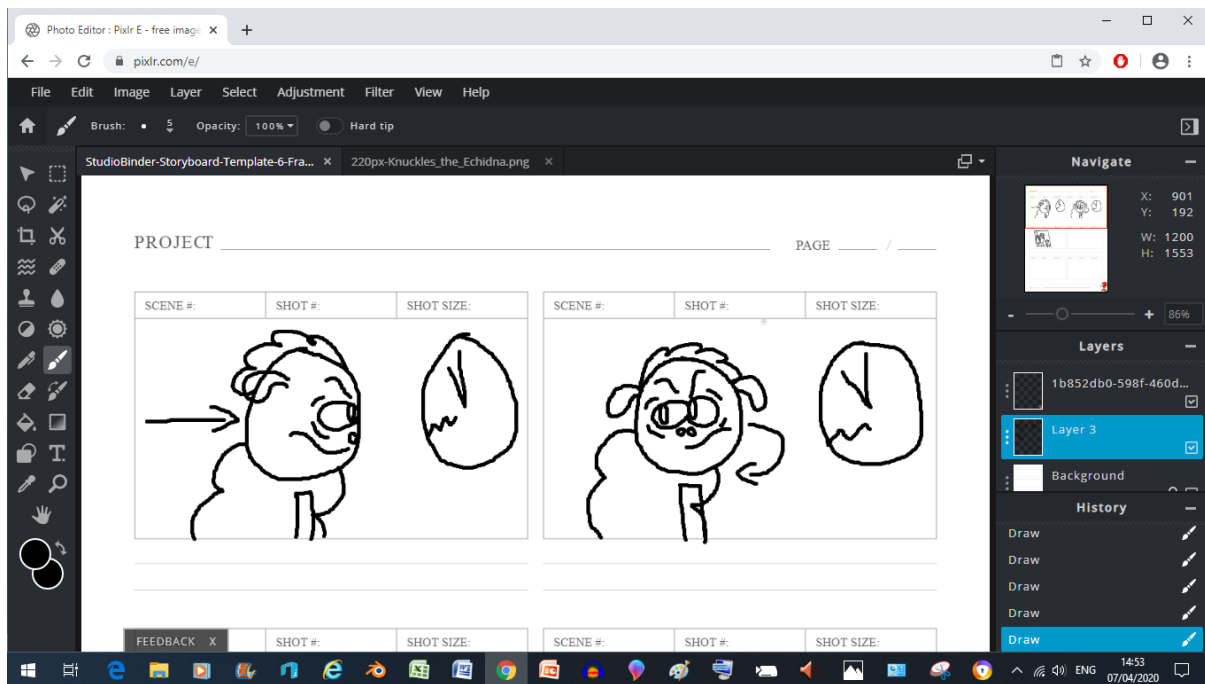 Photo Editor : Pixlr E - free image
pixlr.com/e/
File Edit Image Layer Select Adjustment Filter View Help
Brush: 5 Opacity: 100% Hard tip
StudioBinder-Storyboard-Template-6-Fra... × 220px-Knuckles_the_Echidna.png ×
Navigate
X: 901
Y: 192
W: 1200
H: 1553
86%
PROJECT PAGE /
SCENE #: SHOT #: SHOT SIZE: SCENE #: SHOT #: SHOT SIZE:
Layers
1b852db0-598f-460d...
Layer 3
Background
History
Draw
Draw
Draw
Draw
Draw
FEEDBACK X SHOT #: SHOT SIZE: SCENE #: SHOT #: SHOT SIZE:
ENG 14:53
07/04/2020